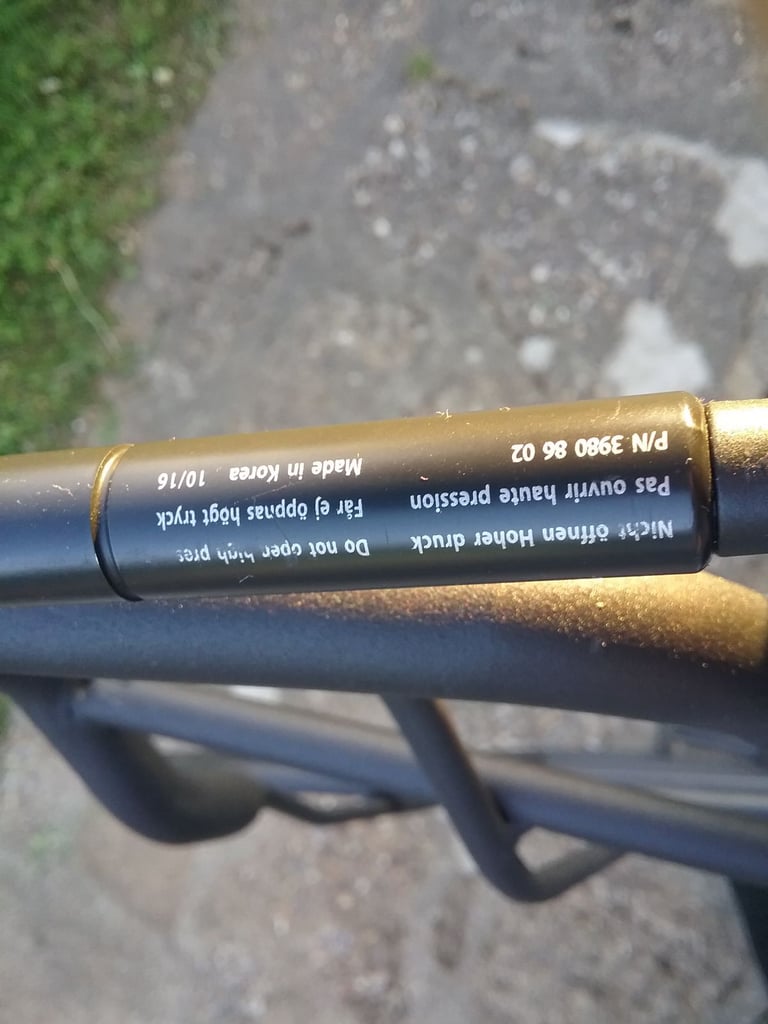 Nicht öffnen Hoher druck
Pas ouvrir haute pression
P/N 3980 86 02
Do not open high pres
Får ej öppnas högt tryck
Made in Korea 10/16